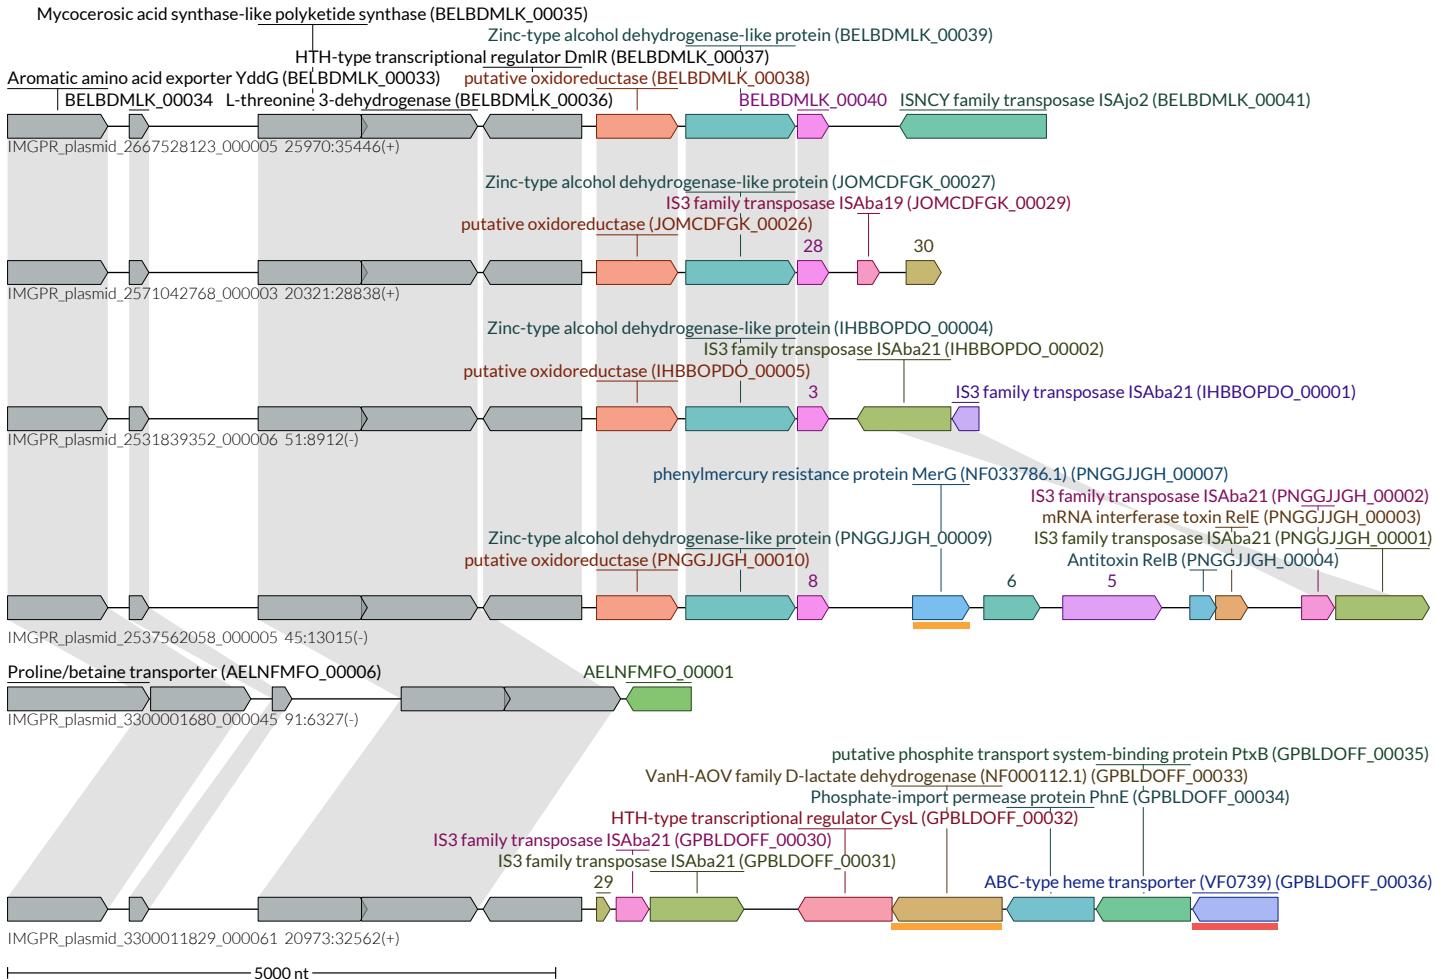 Mycocerosic acid synthase-like polyketide synthase (BELBDMLK_00035)
Zinc-type alcohol dehydrogenase-like protein (BELBDMLK_00039)
HTH-type transcriptional regulator DmlR (BELBDMLK_00037)
Aromatic amino acid exporter YddG (BELBDMLK_00033) putative oxidoreductase (BELBDMLK_00038)
BELBDMLK_00034 L-threonine 3-dehydrogenase (BELBDMLK_00036) BELBDMLK_00040 ISNCY family transposase ISAjo2 (BELBDMLK_00041)
IMGPR_plasmid_2667528123_000005 25970:35446(+)
Zinc-type alcohol dehydrogenase-like protein (JOMCDFGK_00027)
IS3 family transposase ISAba19 (JOMCDFGK_00029)
putative oxidoreductase (JOMCDFGK_00026)
28 30
IMGPR_plasmid_2571042768_000003 20321:28838(+)
Zinc-type alcohol dehydrogenase-like protein (IHBBOPDO_00004)
IS3 family transposase ISAba21 (IHBBOPDO_00002)
putative oxidoreductase (IHBBOPDO_00005)
3 IS3 family transposase ISAba21 (IHBBOPDO_00001)
IMGPR_plasmid_2531839352_000006 51:8912(-)
phenylmercury resistance protein MerG (NF033786.1) (PNGGJJGH_00007)
IS3 family transposase ISAba21 (PNGGJJGH_00002)
mRNA interferase toxin RelE (PNGGJJGH_00003)
Zinc-type alcohol dehydrogenase-like protein (PNGGJJGH_00009) IS3 family transposase ISAba21 (PNGGJJGH_00001)
putative oxidoreductase (PNGGJJGH_00010) Antitoxin RelB (PNGGJJGH_00004)
8 6 5
IMGPR_plasmid_2537562058_000005 45:13015(-)
Proline/betaine transporter (AELNFMFO_00006) AELNFMFO_00001
IMGPR_plasmid_3300001680_000045 91:6327(-)
putative phosphite transport system-binding protein PtxB (GPBLDOFF_00035)
VanH-AOV family D-lactate dehydrogenase (NF000112.1) (GPBLDOFF_00033)
Phosphate-import permease protein PhnE (GPBLDOFF_00034)
HTH-type transcriptional regulator CysL (GPBLDOFF_00032)
IS3 family transposase ISAba21 (GPBLDOFF_00030)
IS3 family transposase ISAba21 (GPBLDOFF_00031)
29 ABC-type heme transporter (VF0739) (GPBLDOFF_00036)
IMGPR_plasmid_3300011829_000061 20973:32562(+)
5000 nt